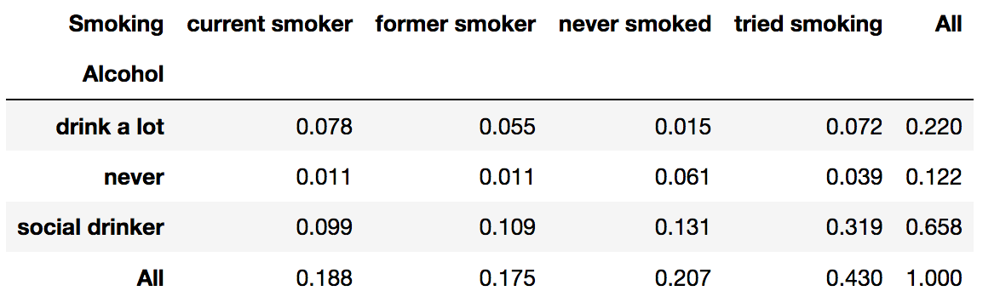 Smoking current smoker former smoker never smoked tried smoking All
Alcohol
drink a lot 0.078 0.055 0.015 0.072 0.220
never 0.011 0.011 0.061 0.039 0.122
social drinker 0.099 0.109 0.131 0.319 0.658
All 0.188 0.175 0.207 0.430 1.000